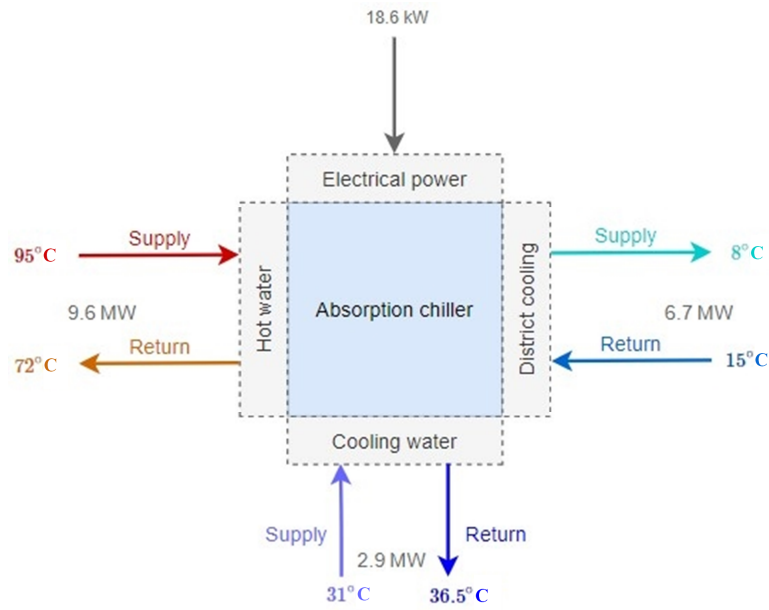 18.6 kW
Electrical power
Supply
95°C
9.6 MW
Return
72°C
Hot water
Absorption chiller
District cooling
Supply
8°C
6.7 MW
Return
15°C
Cooling water
Supply
Return
2.9 MW
31°C
36.5°C